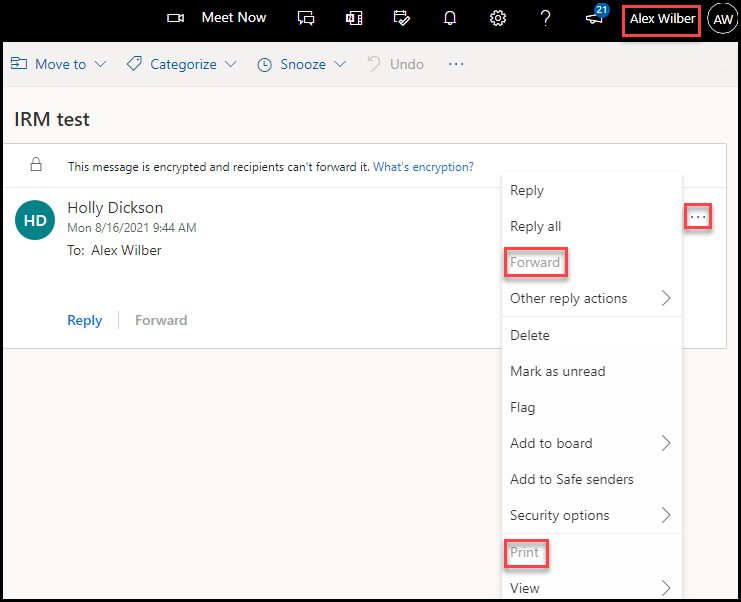 Meet Now
21
Alex Wilber
AW
Move to
Categorize
Snooze
Undo
IRM test
This message is encrypted and recipients can't forward it. What's encryption?
HD
Holly Dickson
Mon 8/16/2021 9:44 AM
To: Alex Wilber
Reply
Forward
Reply
Reply all
Forward
Other reply actions
Delete
Mark as unread
Flag
Add to board
Add to Safe senders
Security options
Print
View